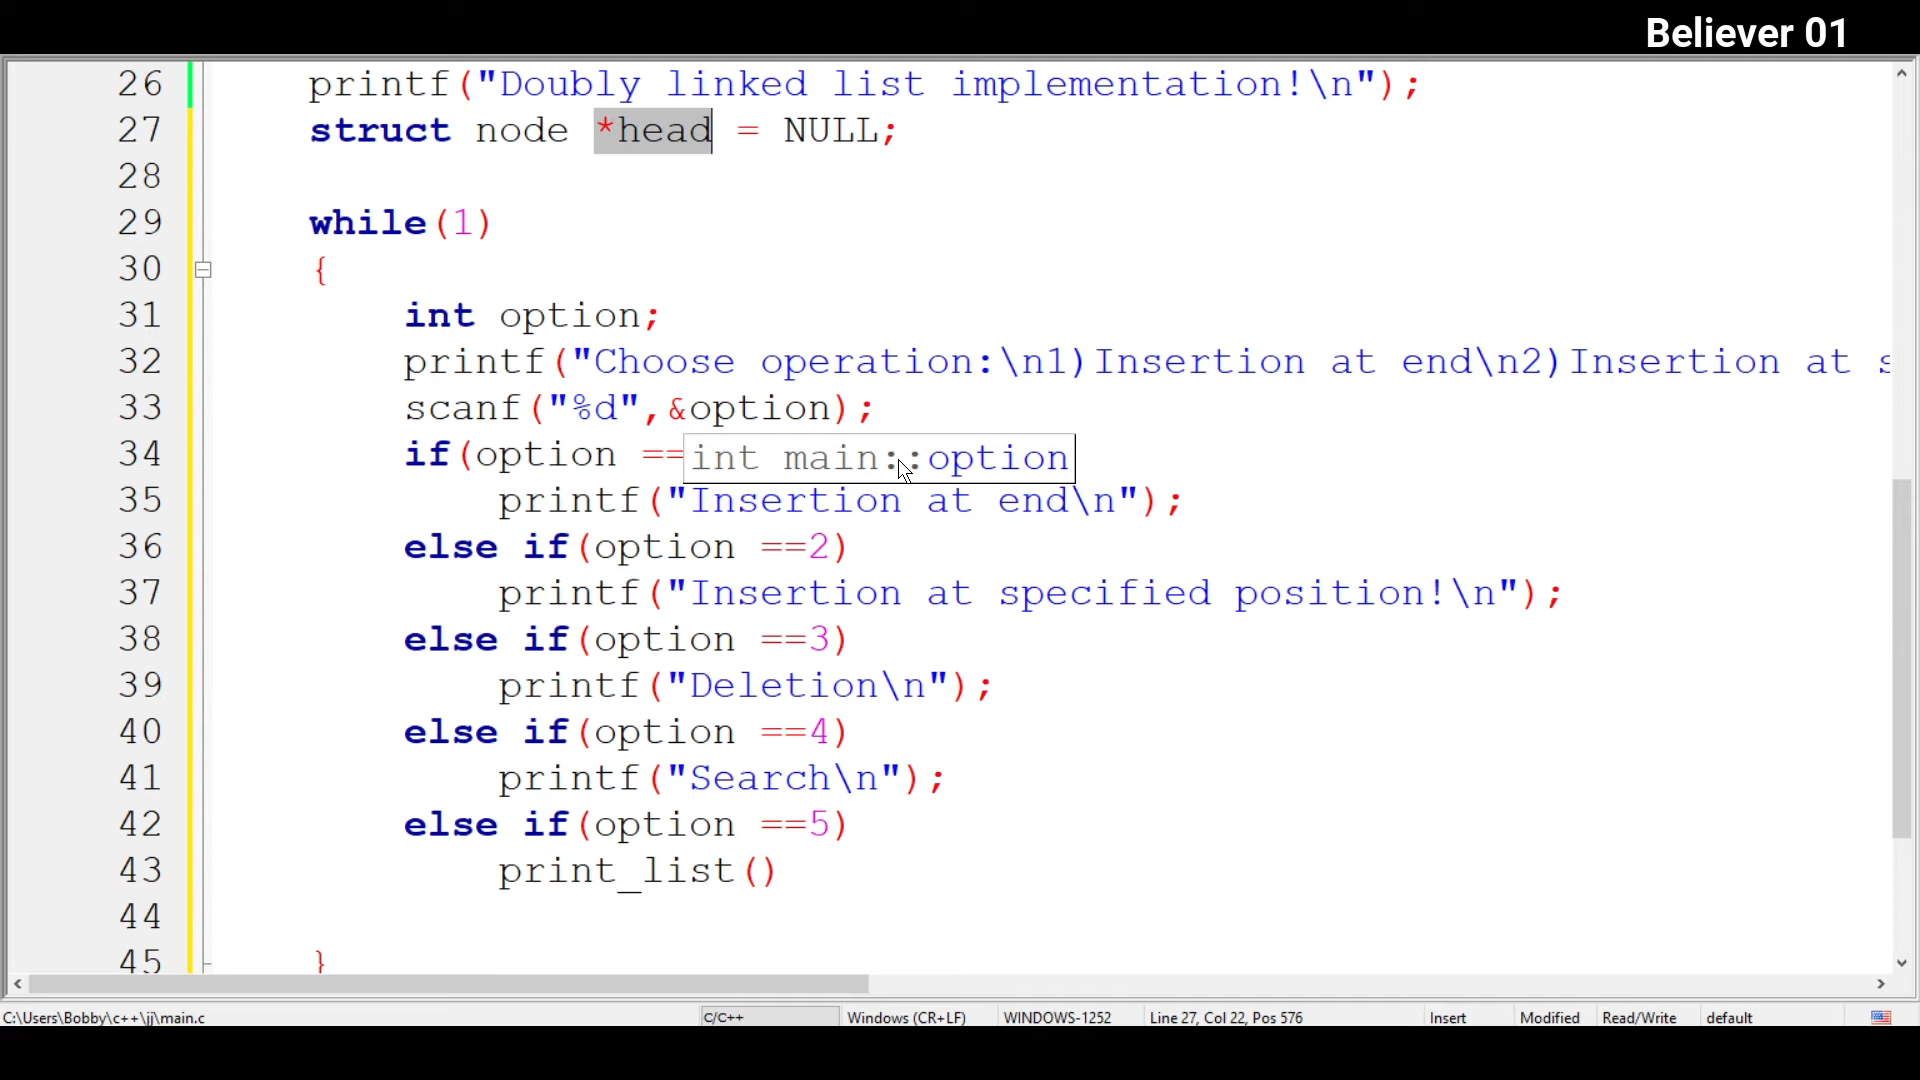 Believer 01
26 printf("Doubly linked list implementation!\n");
27 struct node *head = NULL;
28
29 while(1)
30 {
31 int option;
32 printf("Choose operation:\n1)Insertion at end\n2)Insertion at
33 scanf("%d",&option);
34 if(option == int main::option
35 printf("Insertion at end\n");
36 else if(option ==2)
37 printf("Insertion at specified position!\n");
38 else if(option ==3)
39 printf("Deletion\n");
40 else if(option ==4)
41 printf("Search\n");
42 else if(option ==5)
43 print_list()
44
45 }
C:\Users\Bobby\c++\jj\main.c C/C++ Windows (CR+LF) WINDOWS-1252 Line 27, Col 22, Pos 576 Insert Modified Read/Write default